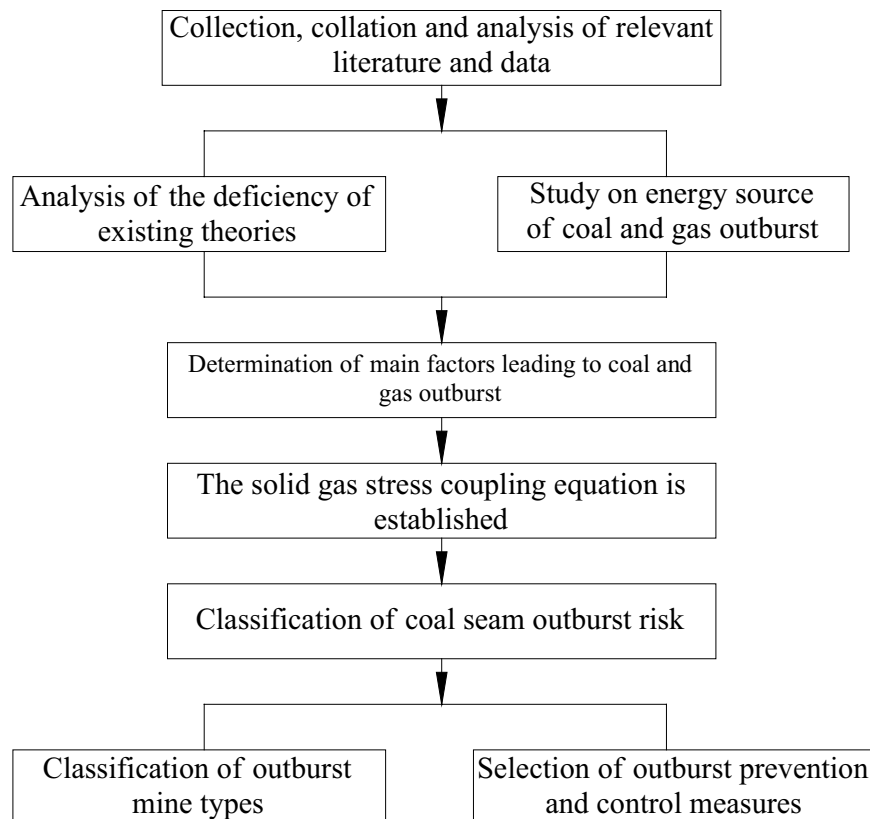 Collection, collation and analysis of relevant
literature and data
Analysis of the deficiency of
existing theories
Study on energy source
of coal and gas outburst
Determination of main factors leading to coal and
gas outburst
The solid gas stress coupling equation is
established
Classification of coal seam outburst risk
Classification of outburst
mine types
Selection of outburst prevention
and control measures